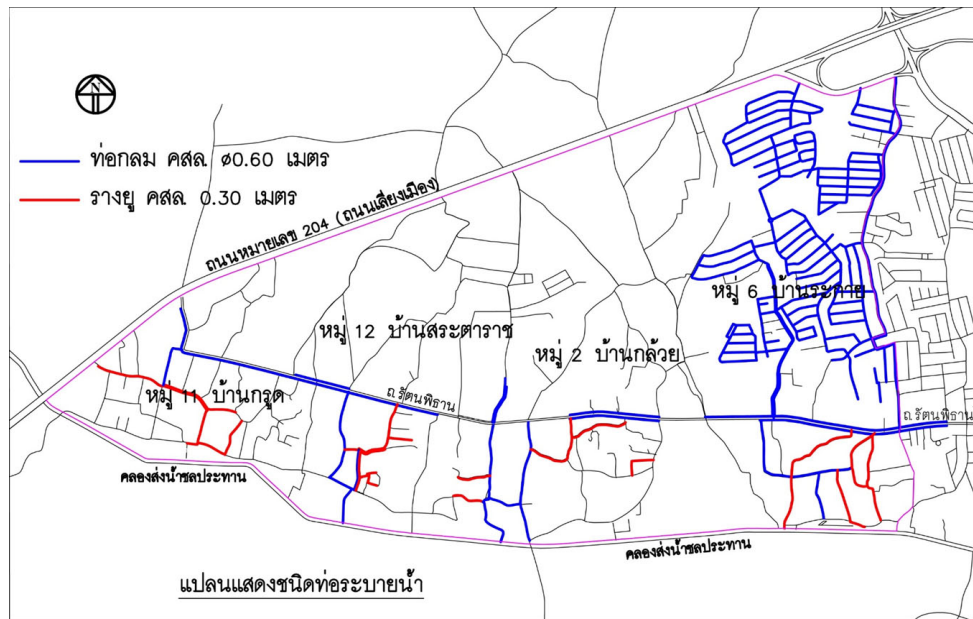 N
ท่อกลม คสล. ø0.60 เมตร
รางยู คสล. 0.30 เมตร
ถนนหมายเลข 204 (ถนนเลี่ยงเมือง)
หมู่ 6 บ้านระกาย
หมู่ 12 บ้านสระตาราช
หมู่ 2 บ้านกล้วย
หมู่ 11 บ้านกรูด
ถ.รัตนพิธาน
ถ.รัตนพิธาน
คลองส่งน้ำชลประทาน
คลองส่งน้ำชลประทาน
แปลนแสดงชนิดท่อระบายน้ำ